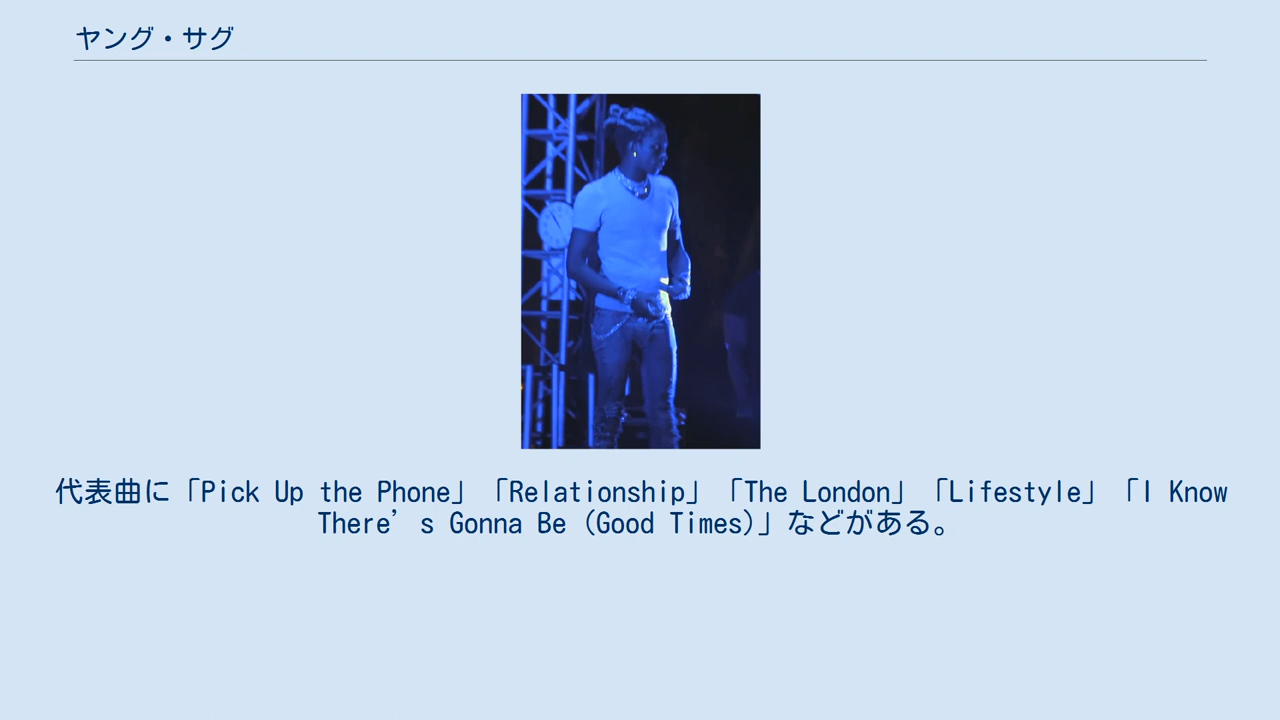 ヤング・サグ
代表曲に「Pick Up the Phone」「Relationship」「The London」「Lifestyle」「I Know
There’s Gonna Be (Good Times)」などがある。